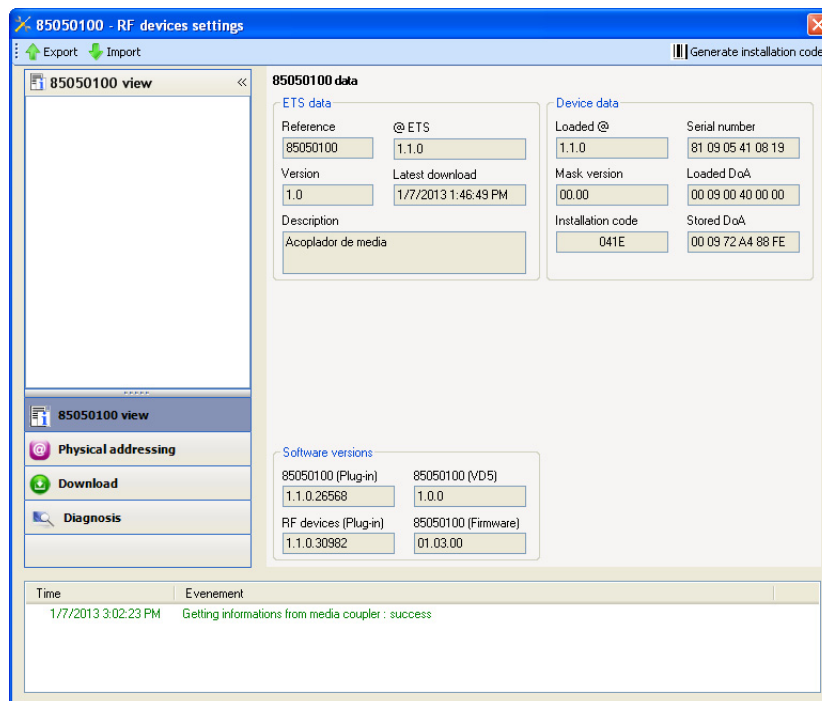 85050100 - RF devices settings
Export Import Generate installation code
85050100 view «
85050100 data
ETS data
Reference @ ETS
85050100 1.1.0
Version Latest download
1.0 1/7/2013 1:46:49 PM
Description
Acoplador de media
Device data
Loaded @ Serial number
1.1.0 81 09 05 41 08 19
Mask version Loaded DoA
00.00 00 09 00 40 00 00
Installation code Stored DoA
041E 00 09 72 A4 88 FE
85050100 view
Physical addressing
Download
Diagnosis
Software versions
85050100 (Plug-in) 85050100 (VD5)
1.1.0.26568 1.0.0
RF devices (Plug-in) 85050100 (Firmware)
1.1.0.30982 01.03.00
Time Evenement
1/7/2013 3:02:23 PM Getting informations from media coupler : success